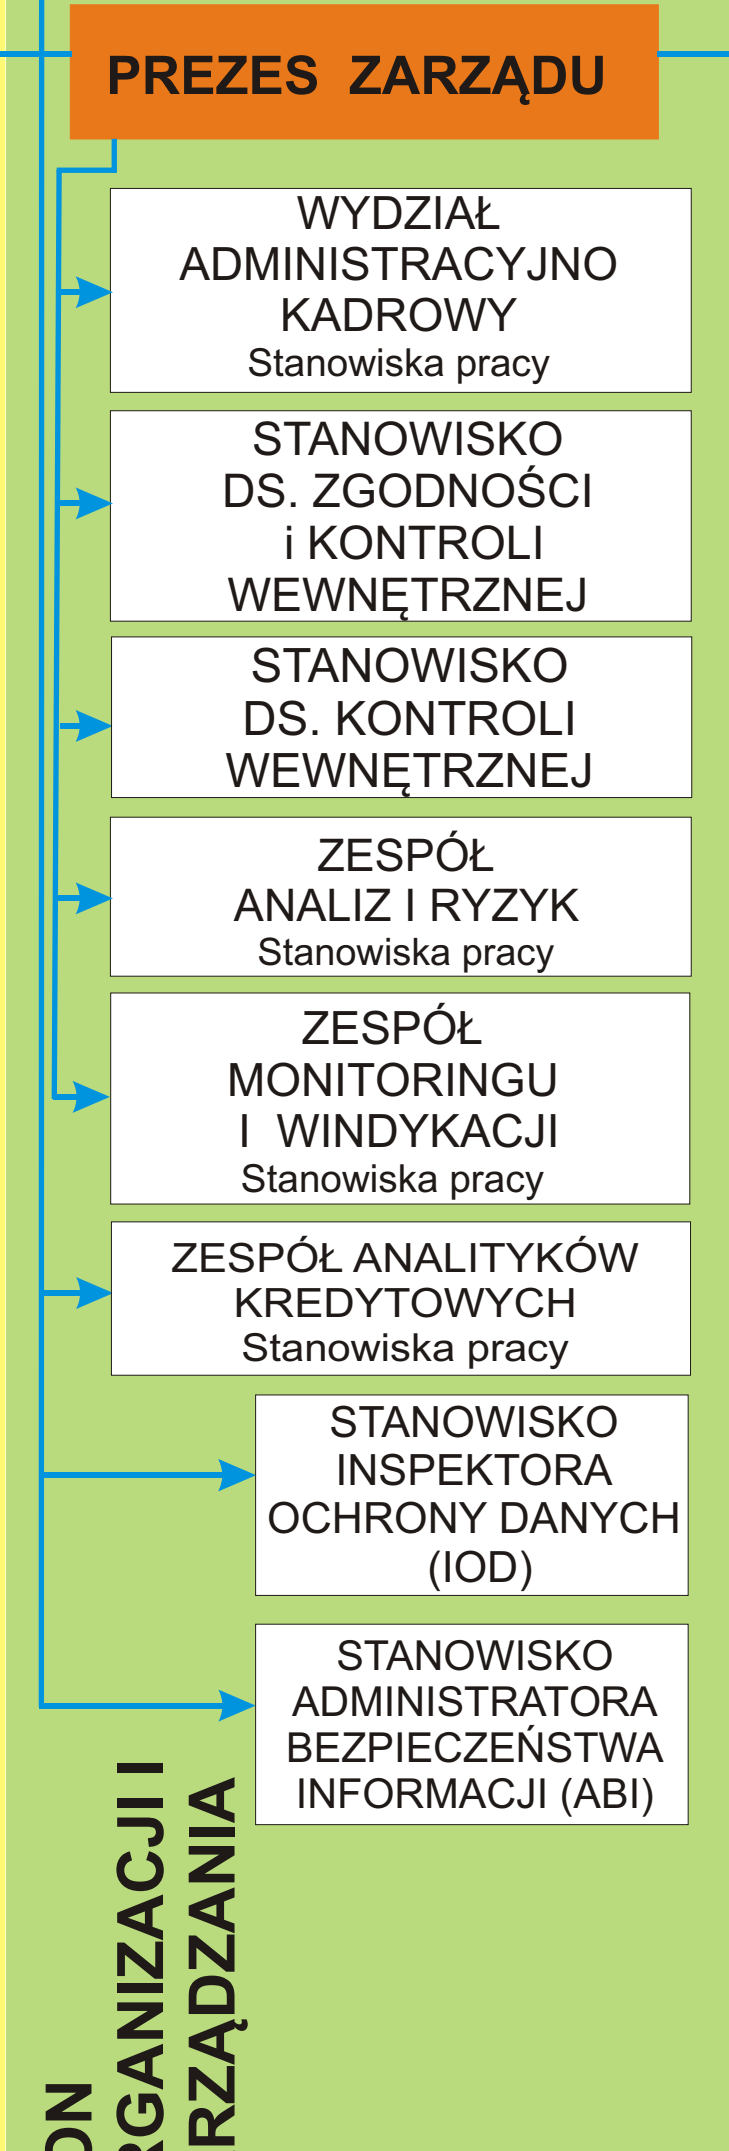 PREZES ZARZĄDU
WYDZIAŁ
ADMINISTRACYJNO
KADROWY
Stanowiska pracy
STANOWISKO
DS. ZGODNOŚCI
i KONTROLI
WEWNĘTRZNEJ
STANOWISKO
DS. KONTROLI
WEWNĘTRZNEJ
ZESPÓŁ
ANALIZ I RYZYK
Stanowiska pracy
ZESPÓŁ
MONITORINGU
I WINDYKACJI
Stanowiska pracy
ZESPÓŁ ANALITYKÓW
KREDYTOWYCH
Stanowiska pracy
STANOWISKO
INSPEKTORA
OCHRONY DANYCH
(IOD)
STANOWISKO
ADMINISTRATORA
BEZPIECZEŃSTWA
INFORMACJI (ABI)
I